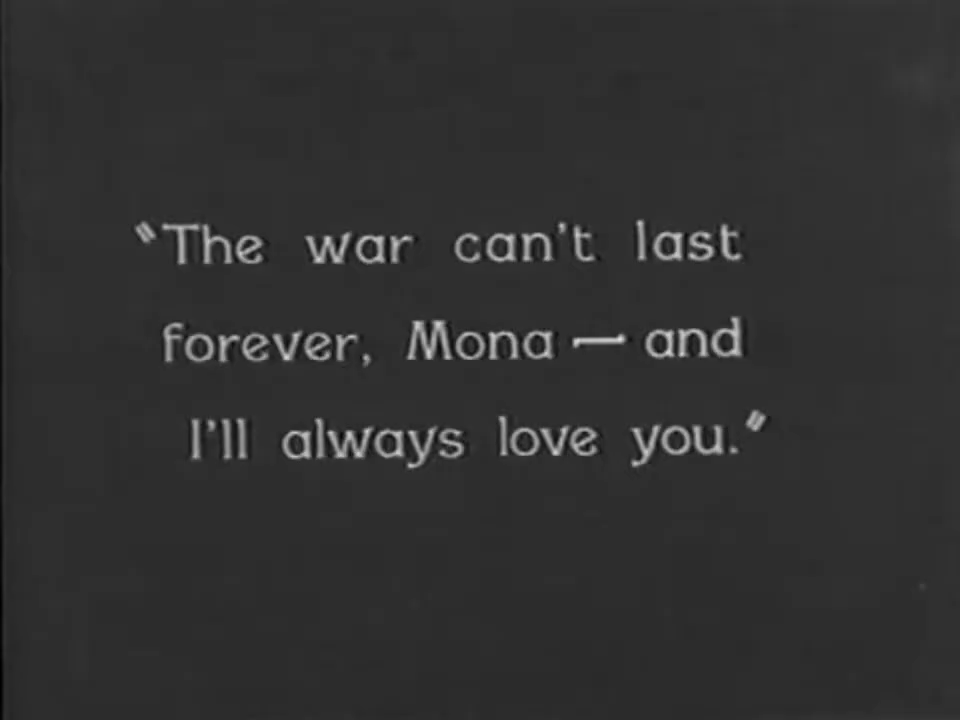 "The war can't last
forever, Mona — and
I'll always love you."